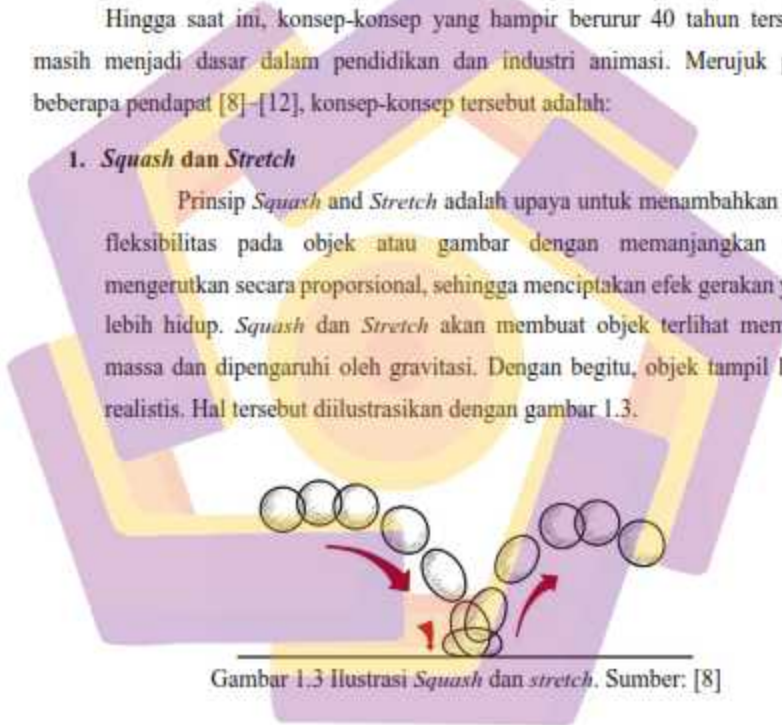 Hingga saat ini, konsep-konsep yang hampir berurur 40 tahun ters
masih menjadi dasar dalam pendidikan dan industri animasi. Merujuk
beberapa pendapat [8]–[12], konsep-konsep tersebut adalah:
1. Squash dan Stretch
Prinsip Squash and Stretch adalah upaya untuk menambahkan
fleksibilitas pada objek atau gambar dengan memanjangkan
mengerutkan secara proporsional, sehingga menciptakan efek gerakan
lebih hidup. Squash dan Stretch akan membuat objek terlihat mem
massa dan dipengaruhi oleh gravitasi. Dengan begitu, objek tampil
realistis. Hal tersebut diilustrasikan dengan gambar 1.3.
Gambar 1.3 Ilustrasi Squash dan stretch. Sumber: [8]